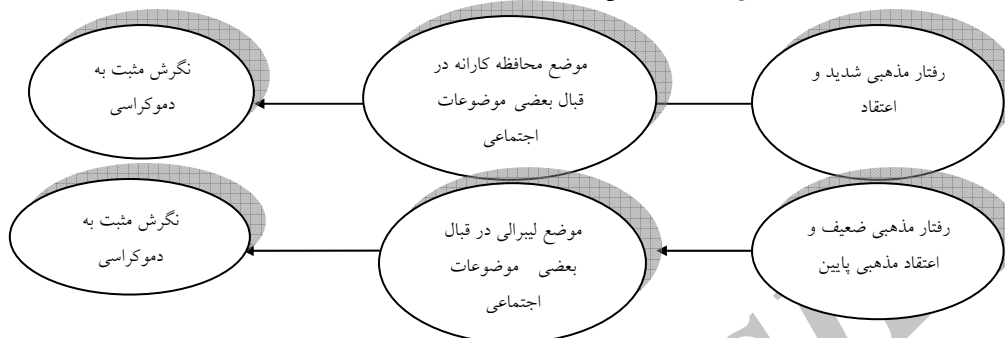 رفتار مذهبی شدید و
اعتقاد
موضع محافظه کارانه در
قبال بعضی موضوعات
اجتماعی
نگرش مثبت به
دموکراسی
رفتار مذهبی ضعیف و
اعتقاد مذهبی پایین
موضع لیبرالی در قبال
بعضی موضوعات
اجتماعی
نگرش مثبت به
دموکراسی